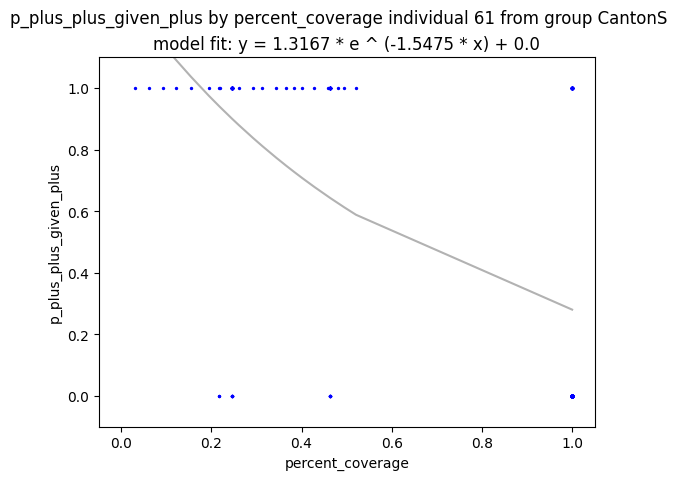 p_plus_plus_given_plus by percent_coverage individual 61 from group CantonS
model fit: y = 1.3167 * e ^ (-1.5475 * x) + 0.0
p_plus_plus_given_plus
1.0
0.8
0.6
0.4
0.2
0.0
0.0 0.2 0.4 0.6 0.8 1.0
percent_coverage